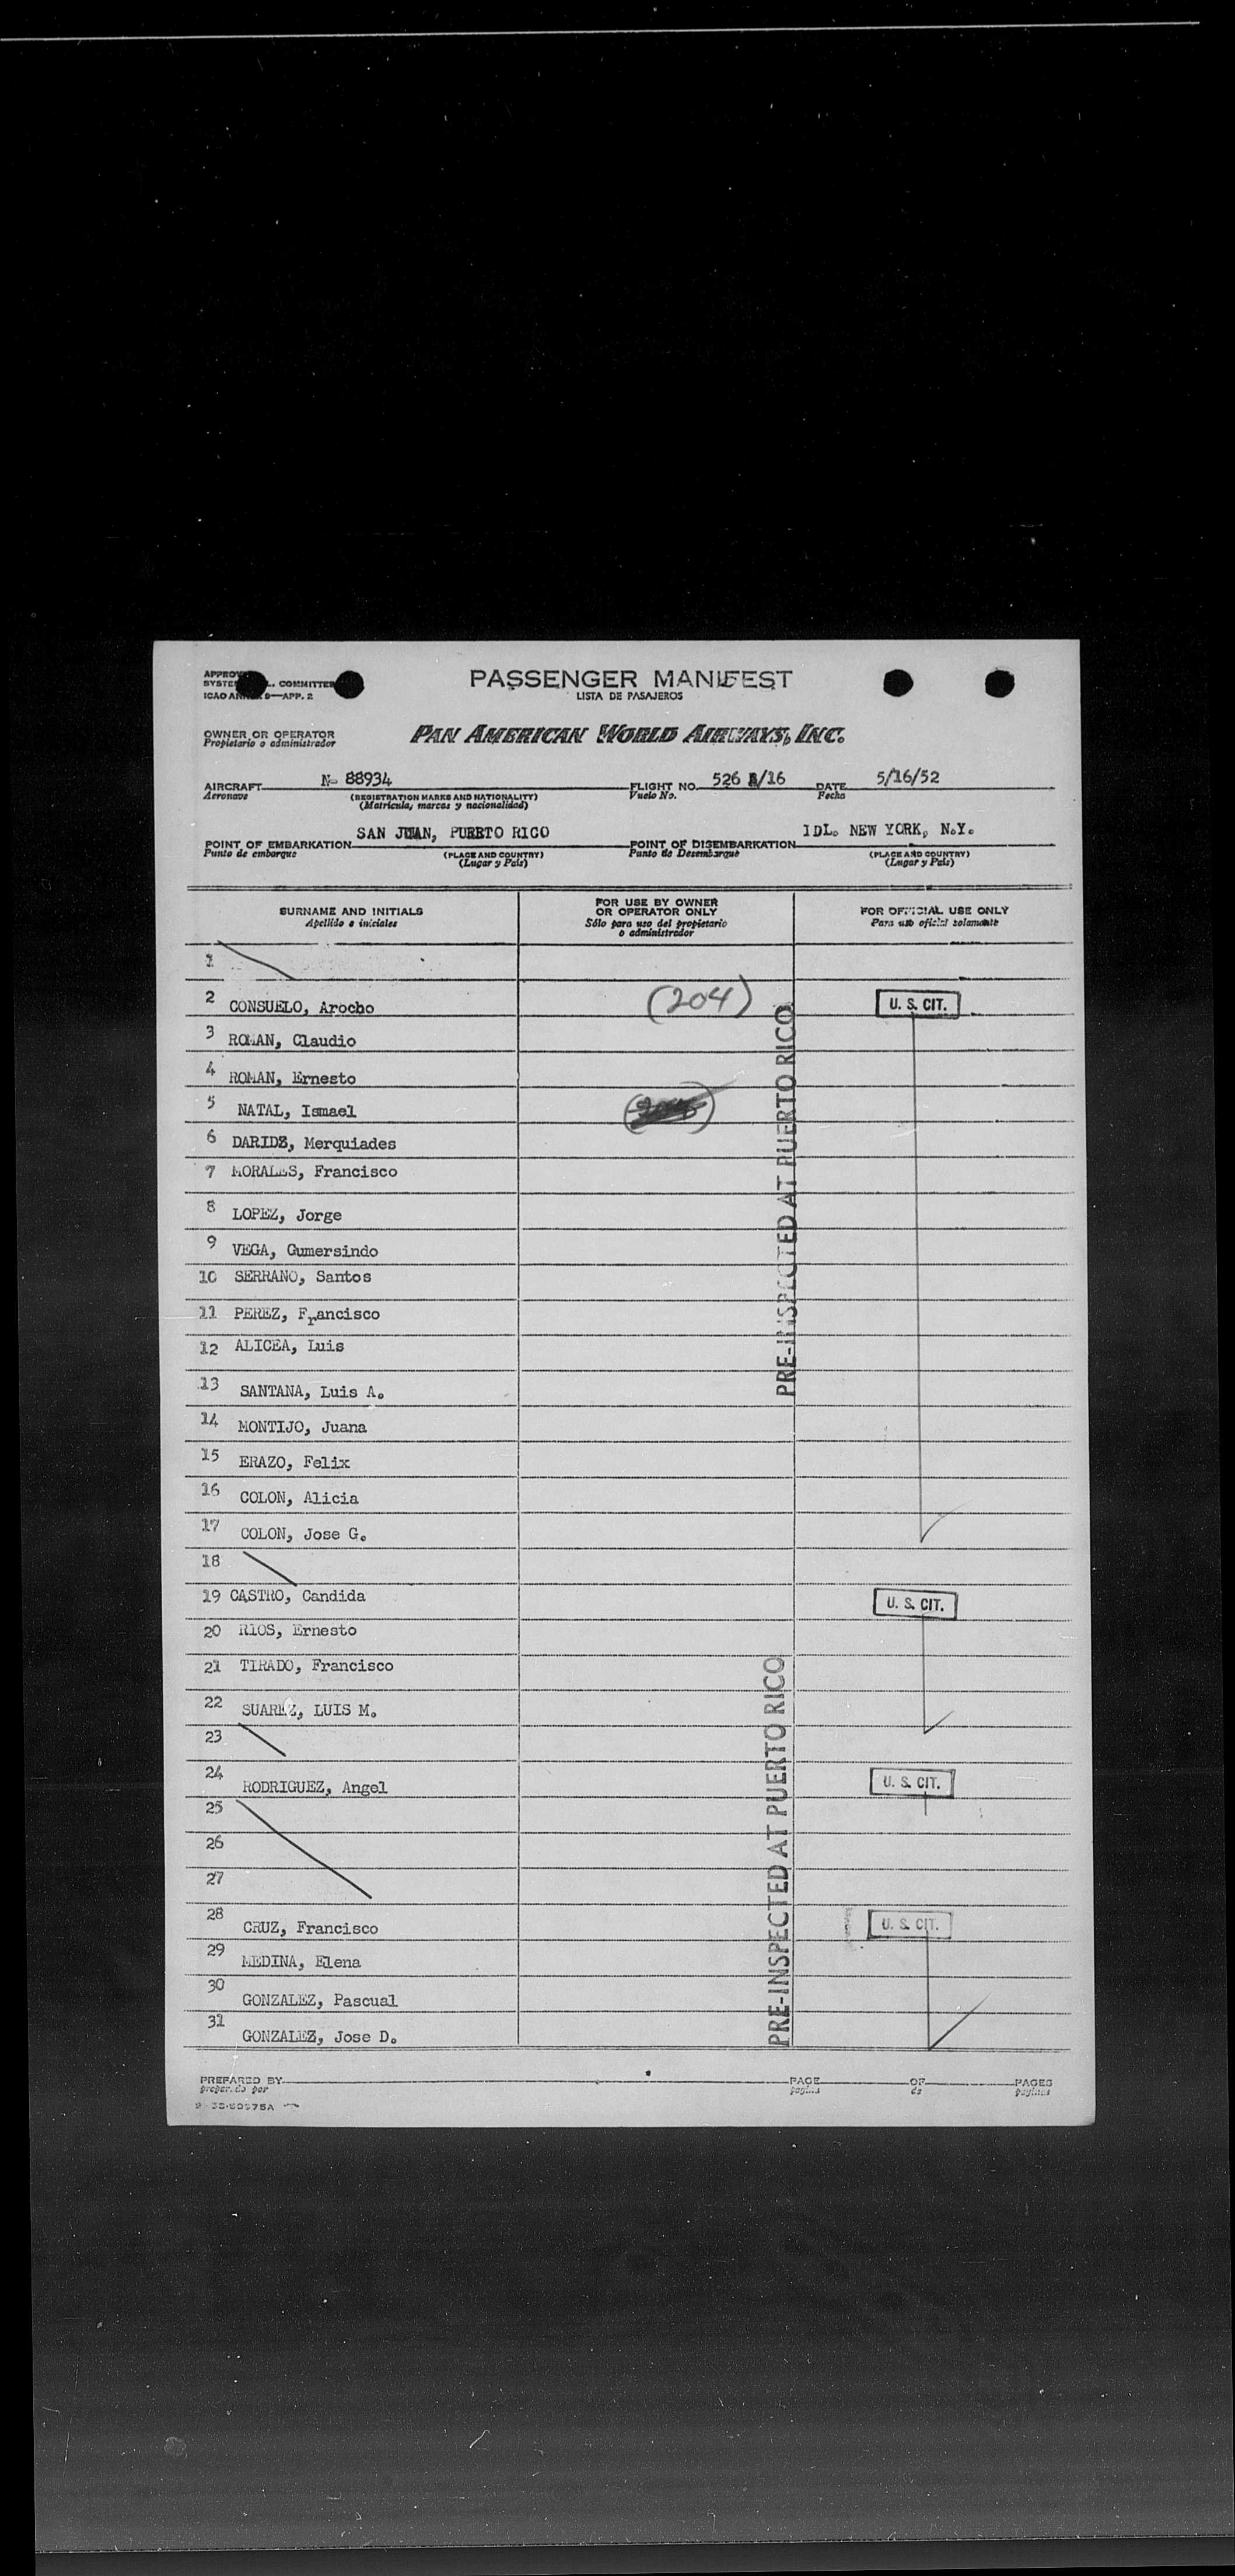 PASSENGER MANIFEST
LISTA DE PASAJEROS
COMMITTEE
9—APP. 2
OWNER OR OPERATOR
Propietario o administrador
PAN AMERICAN WORLD AIRWAYS, INC.
AIRCRAFT N- 88934 FLIGHT NO. 526 /16 DATE 5/16/52
Aeronave (REGISTRATION MARKS AND NATIONALITY) Vuelo No. Fecha
(Matrícula, marcas y nacionalidad)
POINT OF EMBARKATION SAN JUAN, PUERTO RICO POINT OF DISEMBARKATION IDL. NEW YORK, N.Y.
Punto de embarque (PLACE AND COUNTRY) Punto de Desembarque (PLACE AND COUNTRY)
(Lugar y País) (Lugar y País)
SURNAME AND INITIALS FOR USE BY OWNER OR OPERATOR ONLY FOR OFFICIAL USE ONLY
Apellido e iniciales Sólo para uso del propietario o administrador Para uso oficial solamente
1
2 CONSUELO, Arocho (204) U. S. CIT.
3 ROMAN, Claudio
4 ROMAN, Ernesto
5 NATAL, Ismael
6 Merquiades
7 MORALES, Francisco
8 LOPEZ, Jorge
9 VEGA, Gumersindo
10 SERRANO, Santos
11 PEREZ, Francisco
12 ALICEA, Luis
PRE-INSPECTED AT PUERTO RICO
13 SANTANA, Luis A.
14 MONTIJO, Juana
15 ERAZO, Felix
16 COLON, Alicia
17 COLON, Jose G.
18
19 CASTRO, Candida U. S. CIT.
20 RIOS, Ernesto
21 TIRADO, Francisco
22 SUAREZ, LUIS M.
23
24 RODRIGUEZ, Angel U. S. CIT.
25
26
27
28 CRUZ, Francisco U. S. CIT.
29 MEDINA, Elena
30 GONZALEZ, Pascual
31 GONZALEZ, Jose D.
PRE-INSPECTED AT PUERTO RICO
PREPARED BY PAGE OF PAGES
preparado por pagina de paginas